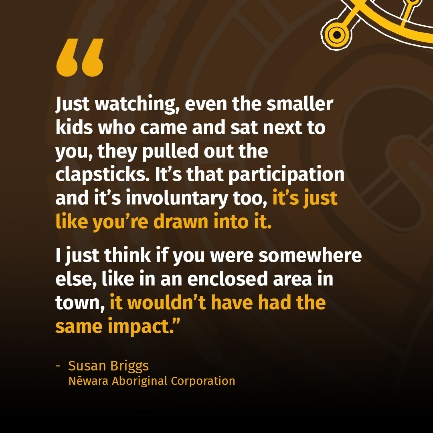 “
Just watching, even the smaller
kids who came and sat next to
you, they pulled out the
clapsticks. It’s that participation
and it’s involuntary too, it’s just
like you’re drawn into it.
I just think if you were somewhere
else, like in an enclosed area in
town, it wouldn’t have had the
same impact.”
- Susan Briggs
Nēwara Aboriginal Corporation